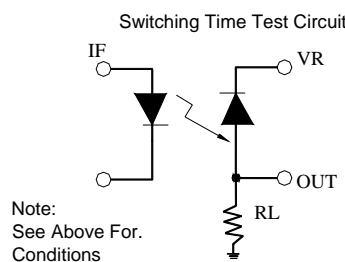 Switching Time Test Circuit
IF
VR
OUT
RL
Note:
See Above For.
Conditions